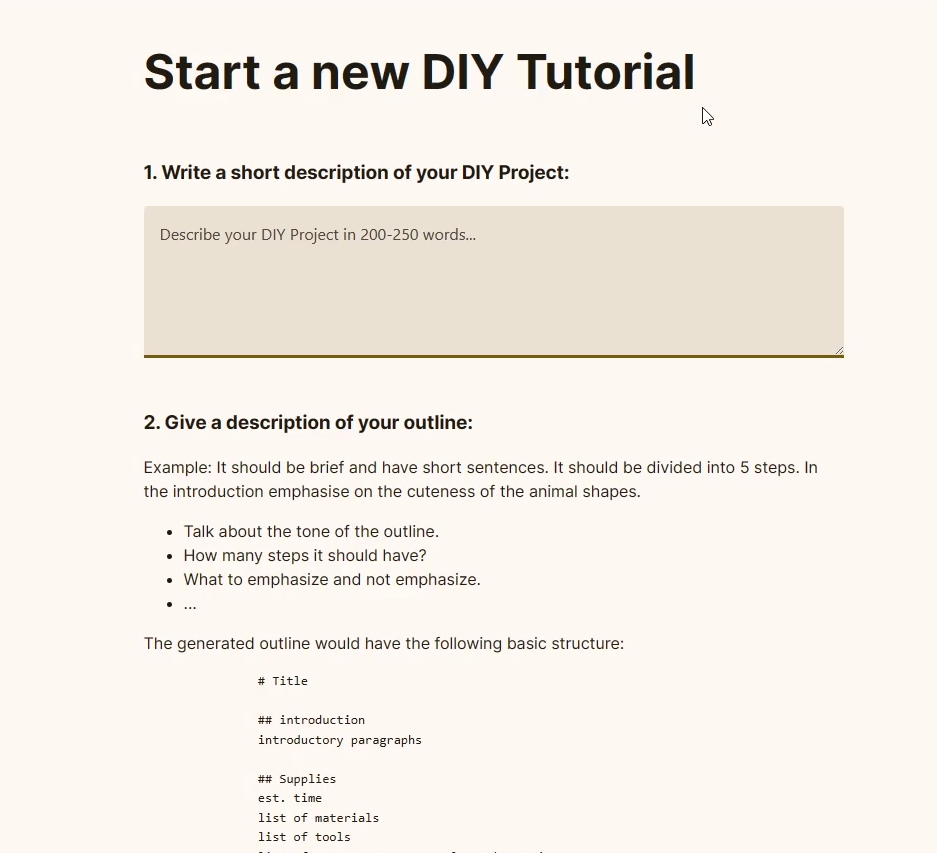 Start a new DIY Tutorial
1. Write a short description of your DIY Project:
Describe your DIY Project in 200-250 words...
2. Give a description of your outline:
Example: It should be brief and have short sentences. It should be divided into 5 steps. In
the introduction emphasise on the cuteness of the animal shapes.
• Talk about the tone of the outline.
• How many steps it should have?
• What to emphasize and not emphasize.
• ...
The generated outline would have the following basic structure:
# Title
## introduction
introductory paragraphs
## Supplies
est. time
list of materials
list of tools